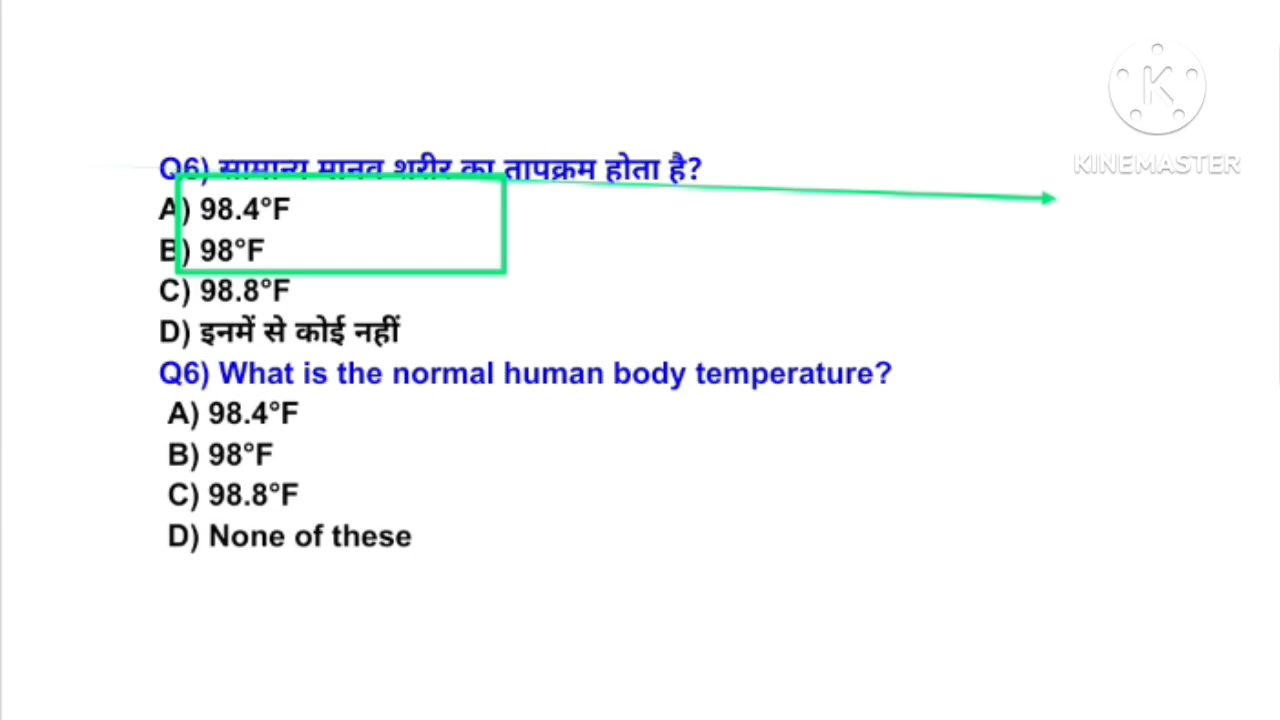 Q6) सामान्य मानव शरीर का तापक्रम होता है?
A) 98.4°F
B) 98°F
C) 98.8°F
D) इनमें से कोई नहीं
Q6) What is the normal human body temperature?
A) 98.4°F
B) 98°F
C) 98.8°F
D) None of these
K
KINEMASTER